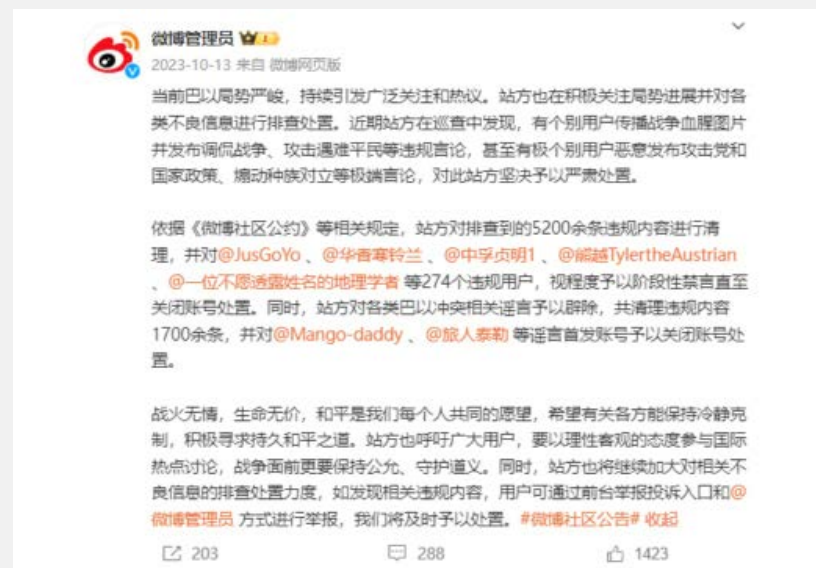 微博管理员
2023-10-13 来自 微博网页版
当前巴以局势严峻，持续引发广泛关注和热议。站方也在积极关注局势进展并对各
类不良信息进行排查处置。近期站方在巡查中发现，有个别用户传播战争血腥图片
并发布调侃战争、攻击遇难平民等违规言论，甚至有极个别用户恶意发布攻击党和
国家政策、煽动种族对立等极端言论，对此站方坚决予以严肃处置。
依据《微博社区公约》等相关规定，站方对排查到的5200余条违规内容进行清
理，并对@JusGoYo 、@华香寒铃兰 、@中孚贞明1 、@能越TylertheAustrian
、@一位不愿透露姓名的地理学者 等274个违规用户，视程度予以阶段性禁言直至
关闭账号处置。同时，站方对各类巴以冲突相关谣言予以辟除，共清理违规内容
1700余条，并对@Mango-daddy 、@旅人泰勒 等谣言首发账号予以关闭账号处
置。
战火无情，生命无价，和平是我们每个人共同的愿望，希望有关各方能保持冷静克
制，积极寻求持久和平之道。站方也呼吁广大用户，要以理性客观的态度参与国际
热点讨论，战争面前更要保持公允、守护道义。同时，站方也将继续加大对相关不
良信息的排查处置力度，如发现相关违规内容，用户可通过前台举报投诉入口和@
微博管理员 方式进行举报，我们将及时予以处置。#微博社区公告# 收起
203 288 1423